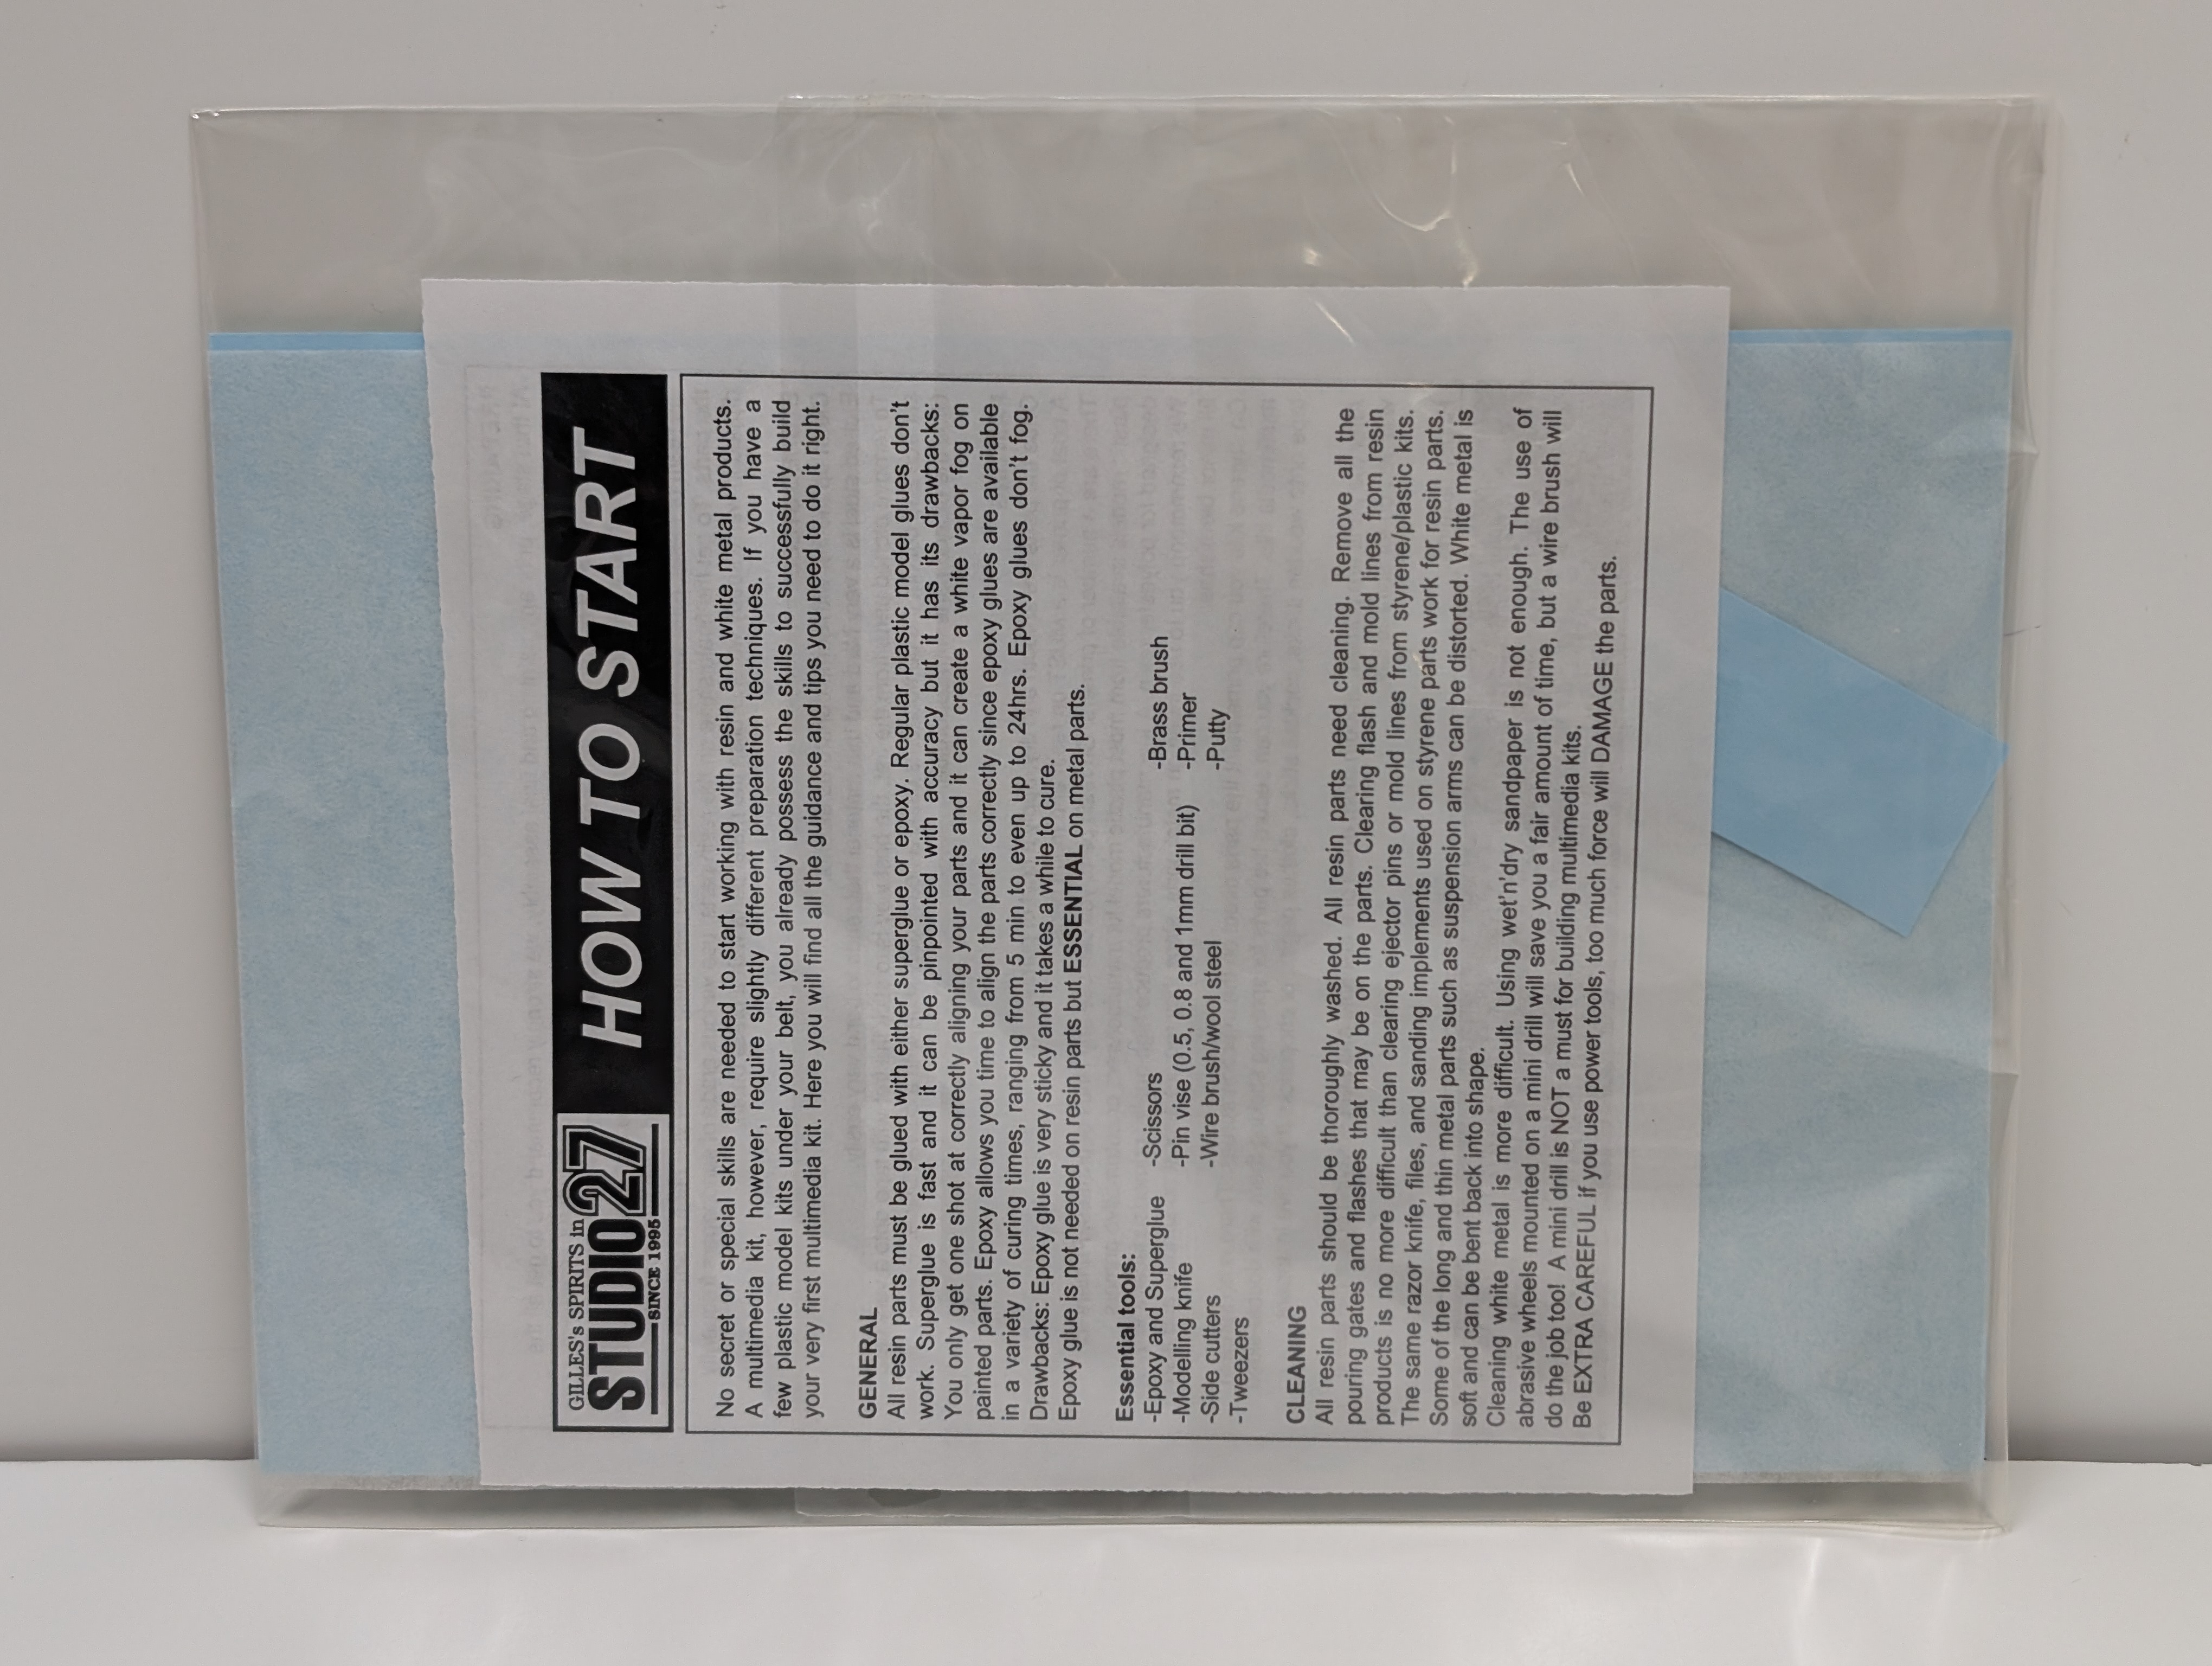 GILLES's SPIRITS in
STUDIO27
SINCE 1995
HOW TO START
No secret or special skills are needed to start working with resin and white metal products.
A multimedia kit, however, require slightly different preparation techniques. If you have a
few plastic model kits under your belt, you already possess the skills to successfully build
your very first multimedia kit. Here you will find all the guidance and tips you need to do it right.
GENERAL
All resin parts must be glued with either superglue or epoxy. Regular plastic model glues don't
work. Superglue is fast and it can be pinpointed with accuracy but it has its drawbacks:
You only get one shot at correctly aligning your parts and it can create a white vapor fog on
painted parts. Epoxy allows you time to align the parts correctly since epoxy glues are available
in a variety of curing times, ranging from 5 min to even up to 24hrs. Epoxy glues don't fog.
Drawbacks: Epoxy glue is very sticky and it takes a while to cure.
Epoxy glue is not needed on resin parts but ESSENTIAL on metal parts.
Essential tools:
-Epoxy and Superglue -Scissors -Brass brush
-Modelling knife -Pin vise (0.5, 0.8 and 1mm drill bit) -Primer
-Side cutters -Wire brush/wool steel -Putty
-Tweezers
CLEANING
All resin parts should be thoroughly washed. All resin parts need cleaning. Remove all the
pouring gates and flashes that may be on the parts. Clearing flash and mold lines from resin
products is no more difficult than clearing ejector pins or mold lines from styrene/plastic kits.
The same razor knife, files, and sanding implements used on styrene parts work for resin parts.
Some of the long and thin metal parts such as suspension arms can be distorted. White metal is
soft and can be bent back into shape.
Cleaning white metal is more difficult. Using wet'n'dry sandpaper is not enough. The use of
abrasive wheels mounted on a mini drill will save you a fair amount of time, but a wire brush will
do the job too! A mini drill is NOT a must for building multimedia kits.
Be EXTRA CAREFUL if you use power tools, too much force will DAMAGE the parts.